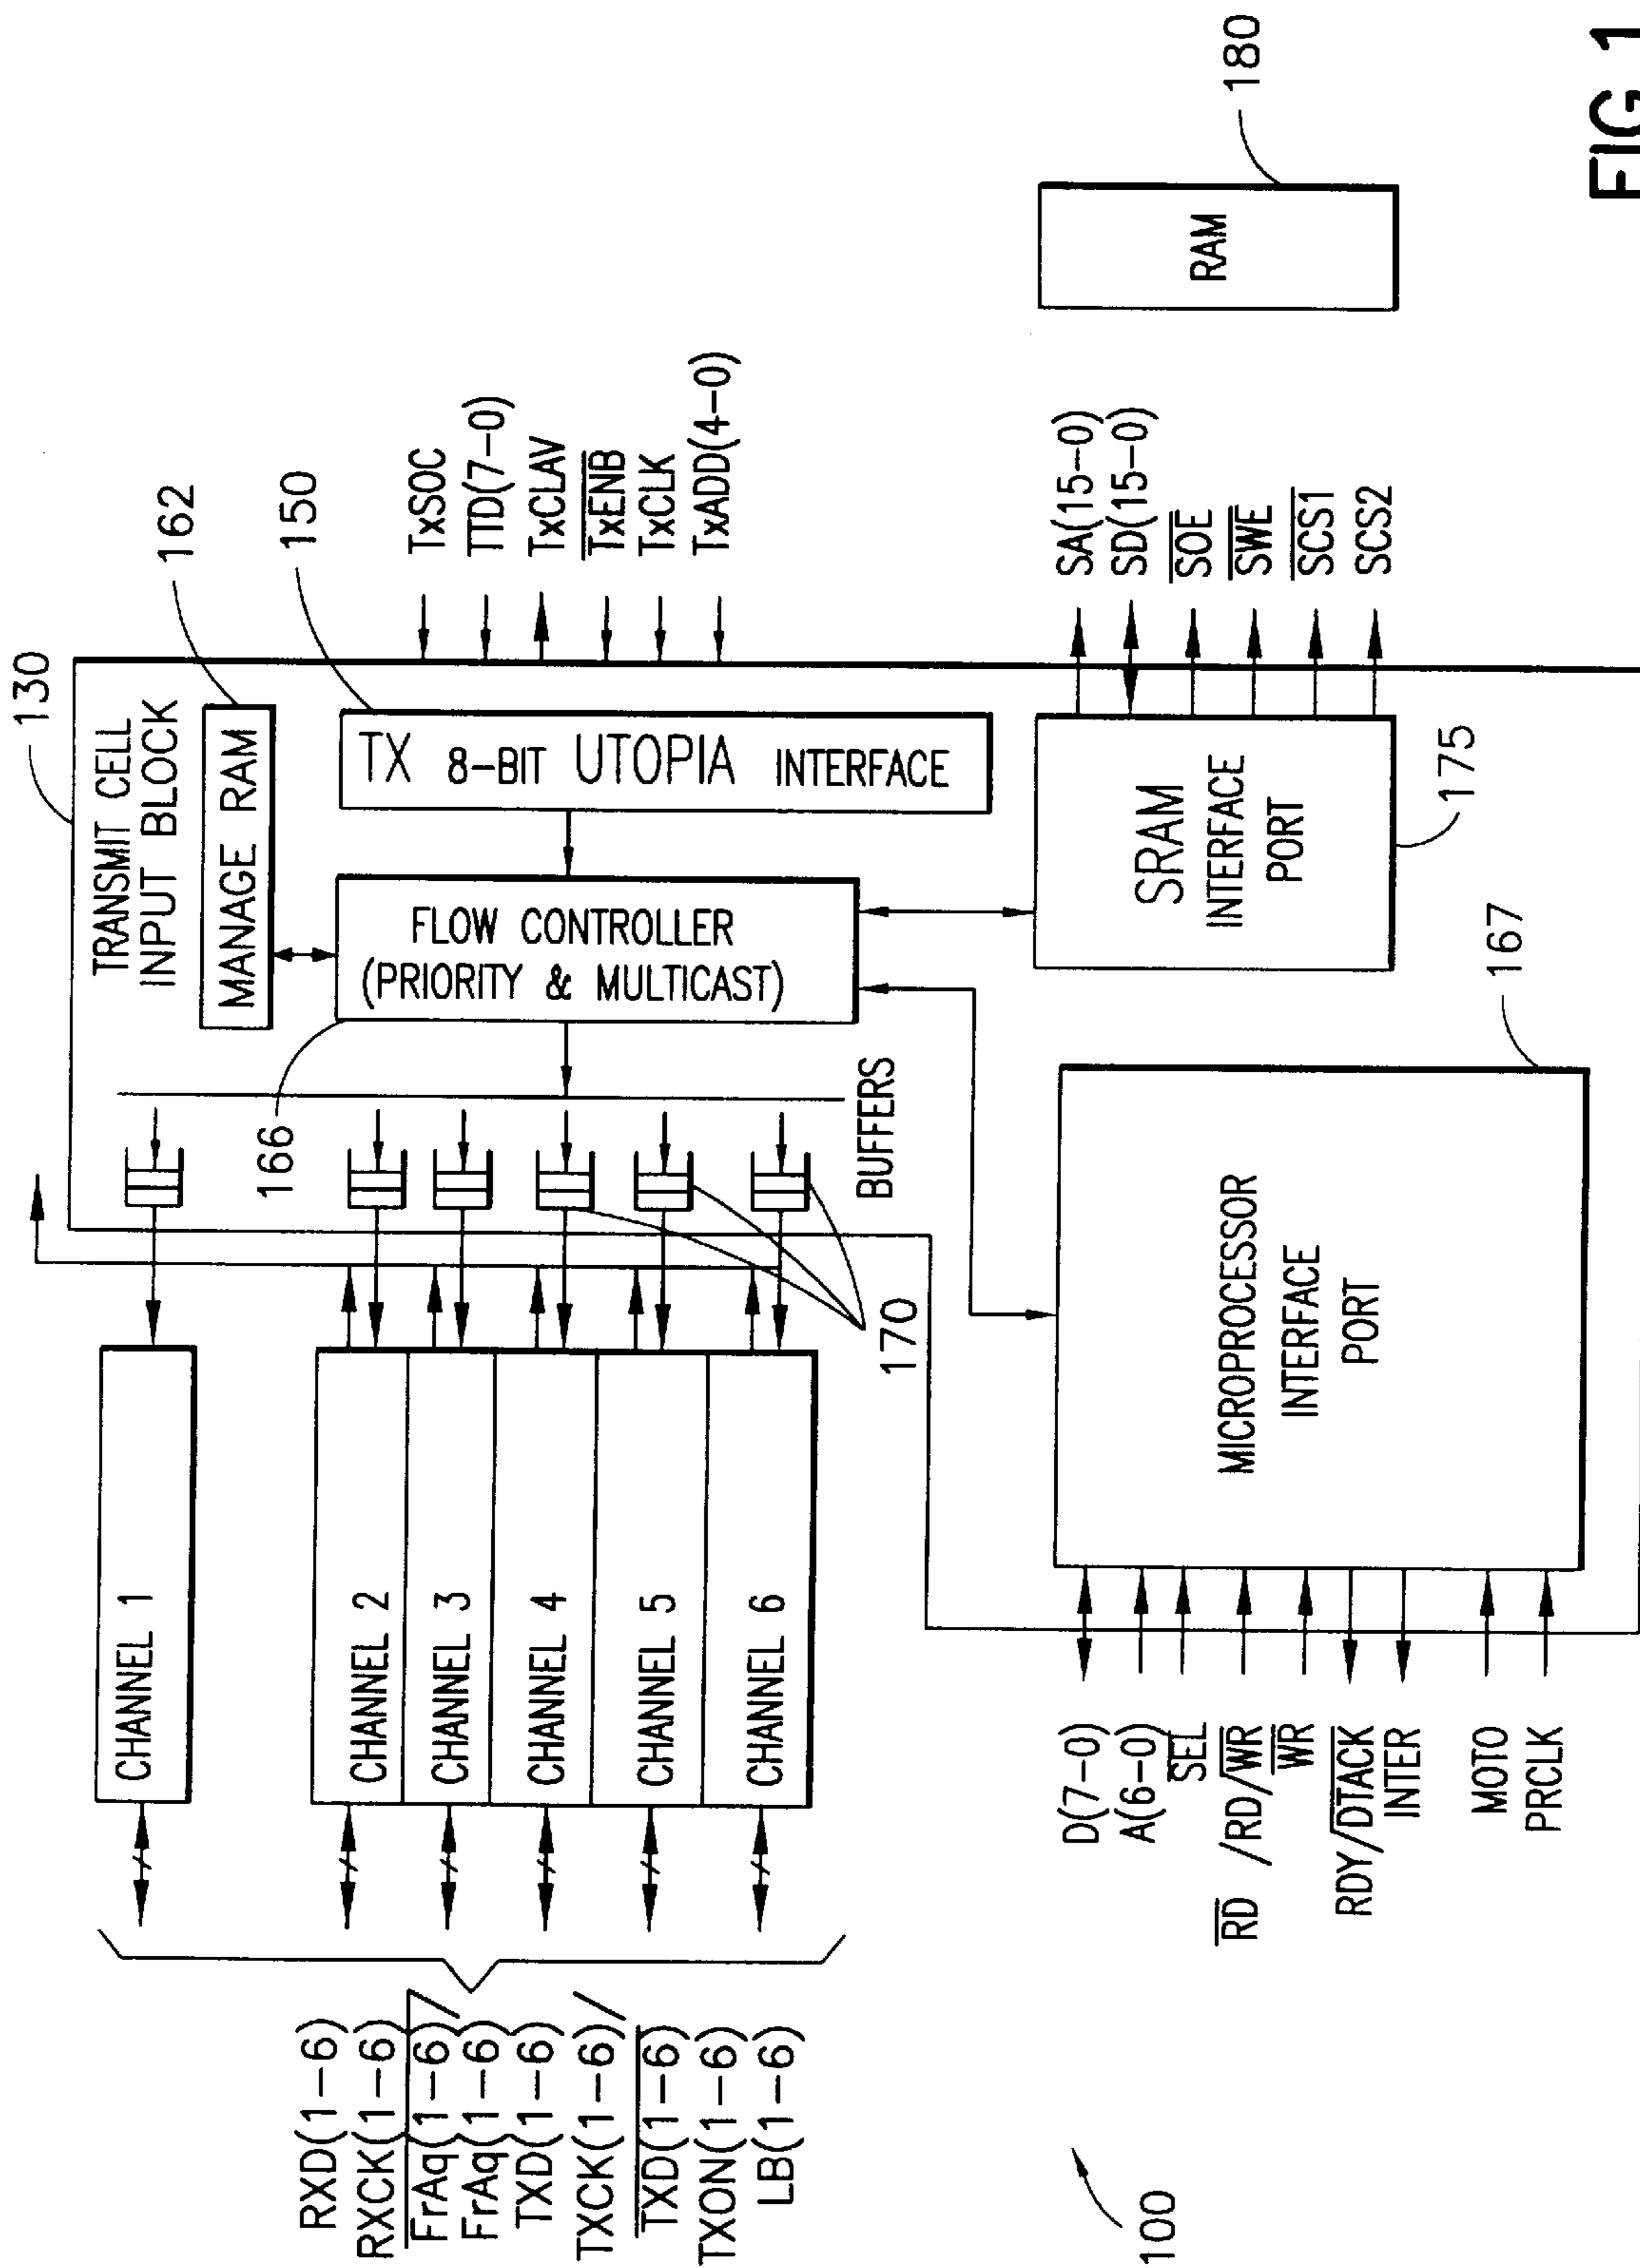 130
TRANSMIT CELL
INPUT BLOCK
MANAGE RAM
162
150
TX 8-BIT UTOPIA INTERFACE
TxSOC
TTD(7-0)
TxCLAV
TxENB
TxCLK
TxADD(4-0)
FLOW CONTROLLER
(PRIORITY & MULTICAST)
166
BUFFERS
170
CHANNEL 1
CHANNEL 2
CHANNEL 3
CHANNEL 4
CHANNEL 5
CHANNEL 6
RXD(1-6)
RXCK(1-6)
FrAq(1-6)/
FrAq(1-6)
TXD(1-6)
TXCK(1-6)/
TXD(1-6)
TXON(1-6)
LB(1-6)
SRAM
INTERFACE
PORT
175
SA(15-0)
SD(15-0)
SOE
SWE
SCS1
SCS2
RAM
180
MICROPROCESSOR
INTERFACE
PORT
167
D(7-0)
A(6-0)
SEL
RD /RD/WR
WR
RDY/DTACK
INTER
MOTO
PRCLK
100
FIG. 1